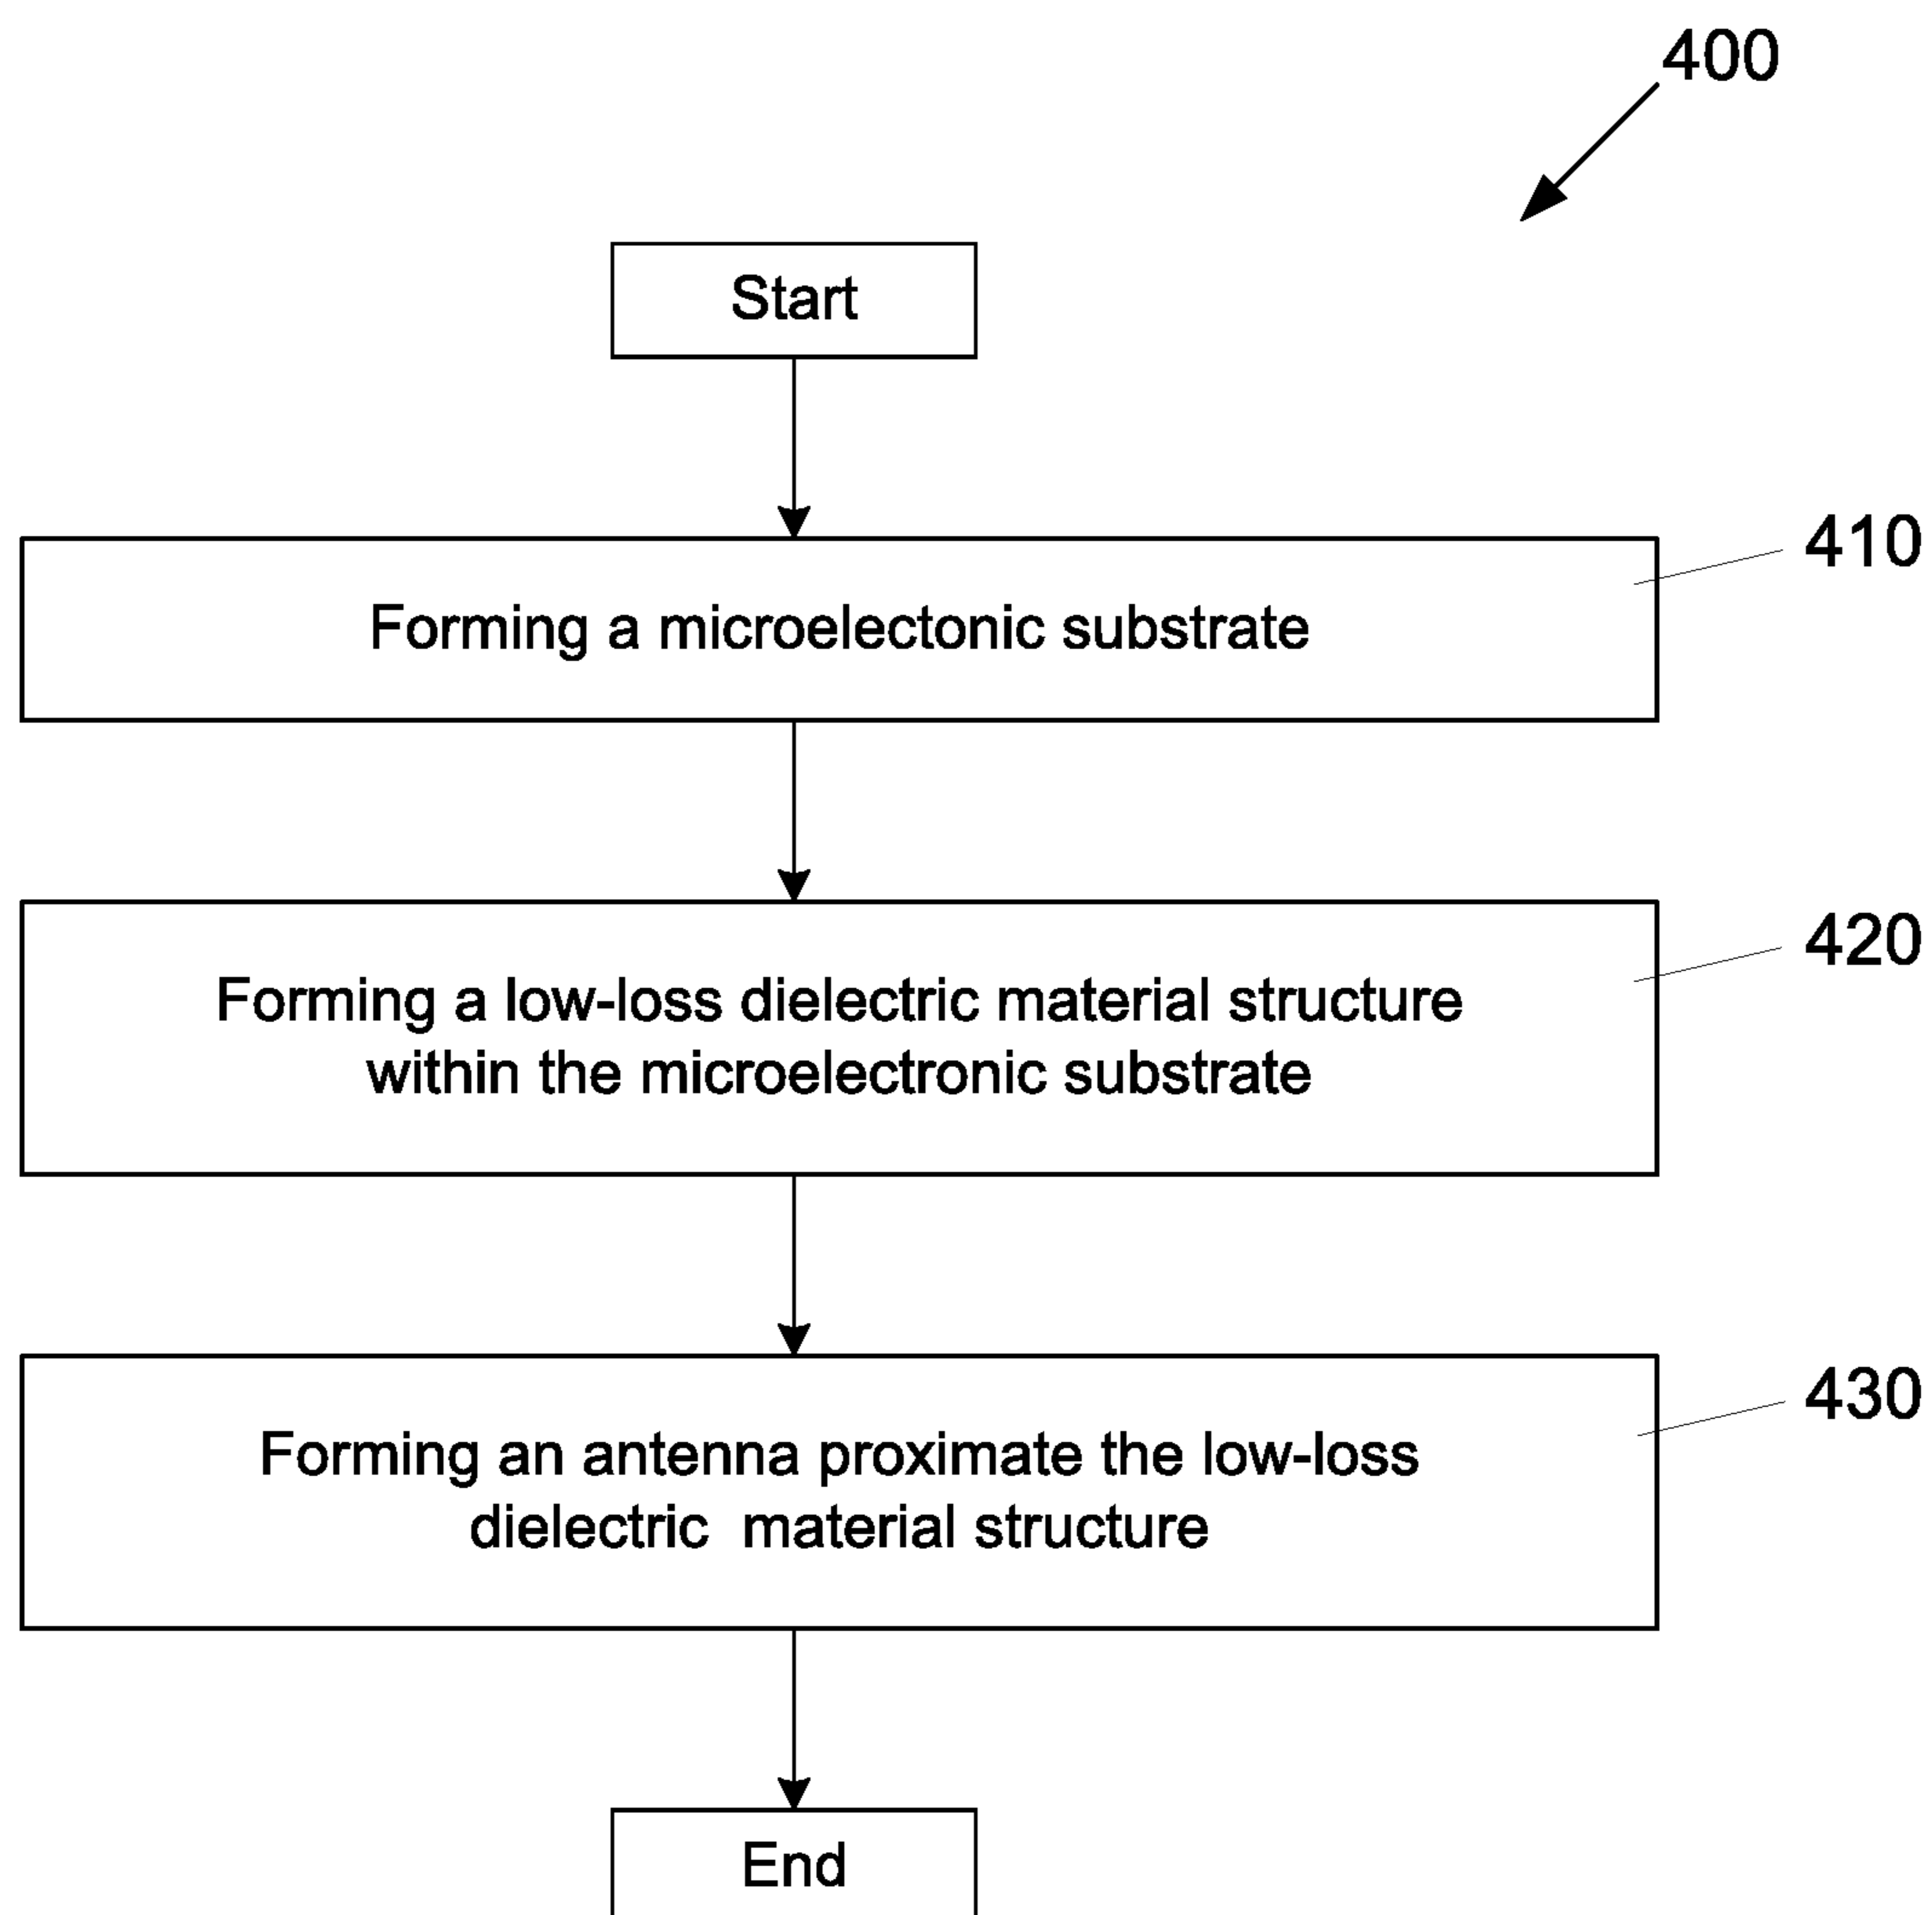 400
Start
410
Forming a microelectonic substrate
420
Forming a low-loss dielectric material structure
within the microelectronic substrate
430
Forming an antenna proximate the low-loss
dielectric  material structure
End